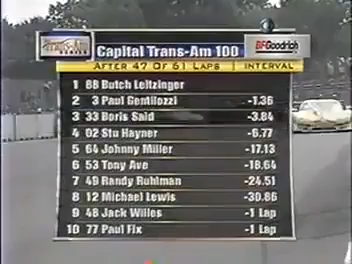 Trans-Am
SERIES
Capital Trans-Am 100
BFGoodrich
AFTER 47 OF 61 LAPS INTERVAL
1 88 Butch Leitzinger
2 3 Paul Gentilozzi -1.36
3 33 Boris Said -3.84
4 02 Stu Hayner -6.77
5 64 Johnny Miller -17.13
6 53 Tony Ave -18.64
7 49 Randy Ruhlman -24.51
8 12 Michael Lewis -30.86
9 48 Jack Willes -1 Lap
10 77 Paul Fix -1 Lap